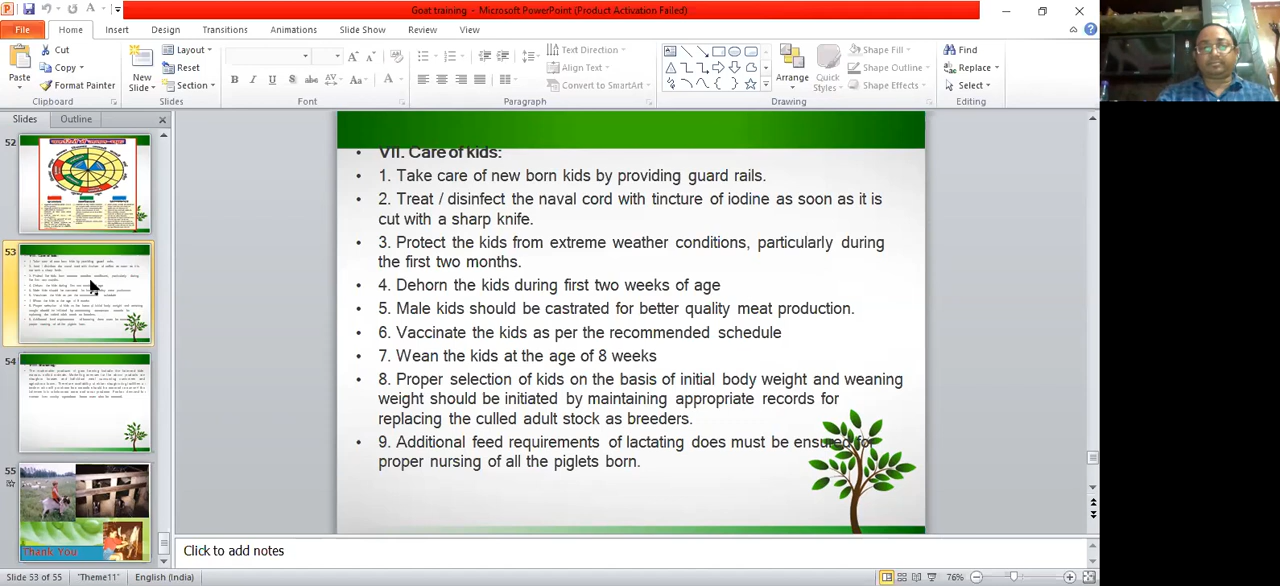 Goat training - Microsoft PowerPoint (Product Activation Failed)
File Home Insert Design Transitions Animations Slide Show Review View
Paste
Cut
Copy
Format Painter
Clipboard
New
Slide
Layout
Reset
Section
Slides
Font
Text Direction
Align Text
Convert to SmartArt
Paragraph
Arrange
Quick
Styles
Shape Fill
Shape Outline
Shape Effects
Drawing
Find
Replace
Select
Editing
Slides Outline
52
53
54
55
Thank You
VII. Care of kids:
• 1. Take care of new born kids by providing guard rails.
• 2. Treat / disinfect the naval cord with tincture of iodine as soon as it is
cut with a sharp knife.
• 3. Protect the kids from extreme weather conditions, particularly during
the first two months.
• 4. Dehorn the kids during first two weeks of age
• 5. Male kids should be castrated for better quality meat production.
• 6. Vaccinate the kids as per the recommended schedule
• 7. Wean the kids at the age of 8 weeks
• 8. Proper selection of kids on the basis of initial body weight and weaning
weight should be initiated by maintaining appropriate records for
replacing the culled adult stock as breeders.
• 9. Additional feed requirements of lactating does must be ensured for
proper nursing of all the piglets born.
Click to add notes
Slide 53 of 55 "Theme11" English (India) 76%